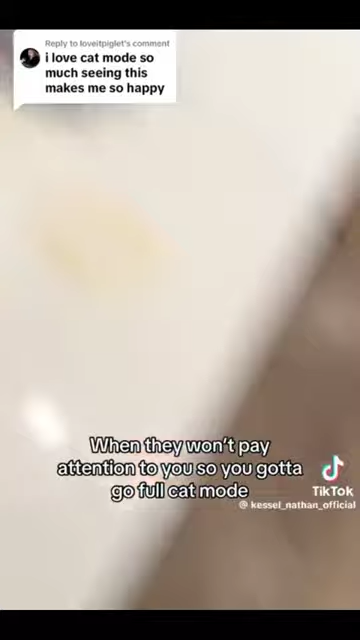 Reply to loveitpiglet's comment
i love cat mode so
much seeing this
makes me so happy
When they won't pay
attention to you so you gotta
go full cat mode
TikTok
@ kessel_nathan_official